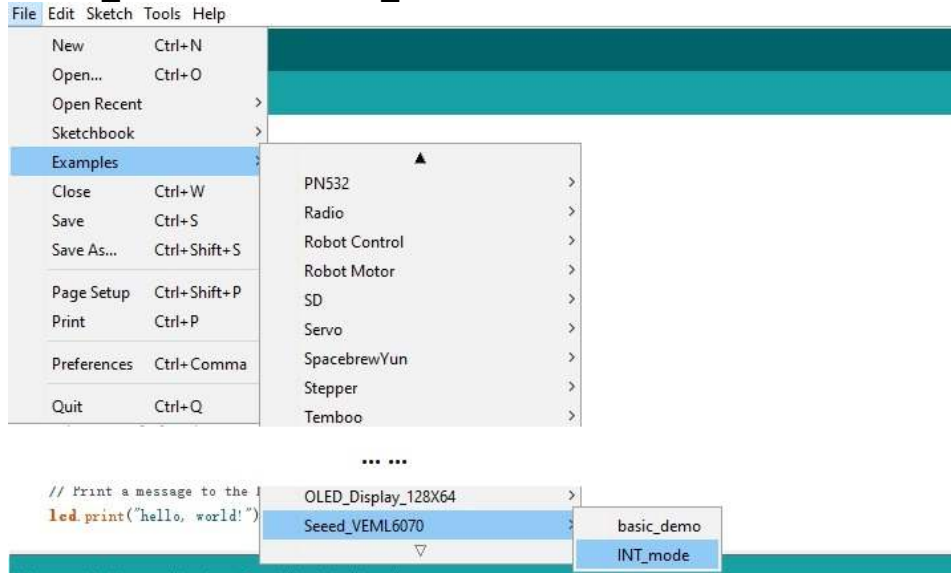 File Edit Sketch Tools Help
New Ctrl+N
Open... Ctrl+O
Open Recent >
Sketchbook >
Examples >
Close Ctrl+W
Save Ctrl+S
Save As... Ctrl+Shift+S
Page Setup Ctrl+Shift+P
Print Ctrl+P
Preferences Ctrl+Comma
Quit Ctrl+Q
PN532 >
Radio >
Robot Control >
Robot Motor >
SD >
Servo >
SpacebrewYun >
Stepper >
Temboo >
... ...
// Print a message to the
lcd.print("hello, world!")
OLED_Display_128X64 >
Seeed_VEML6070 >
basic_demo
INT_mode